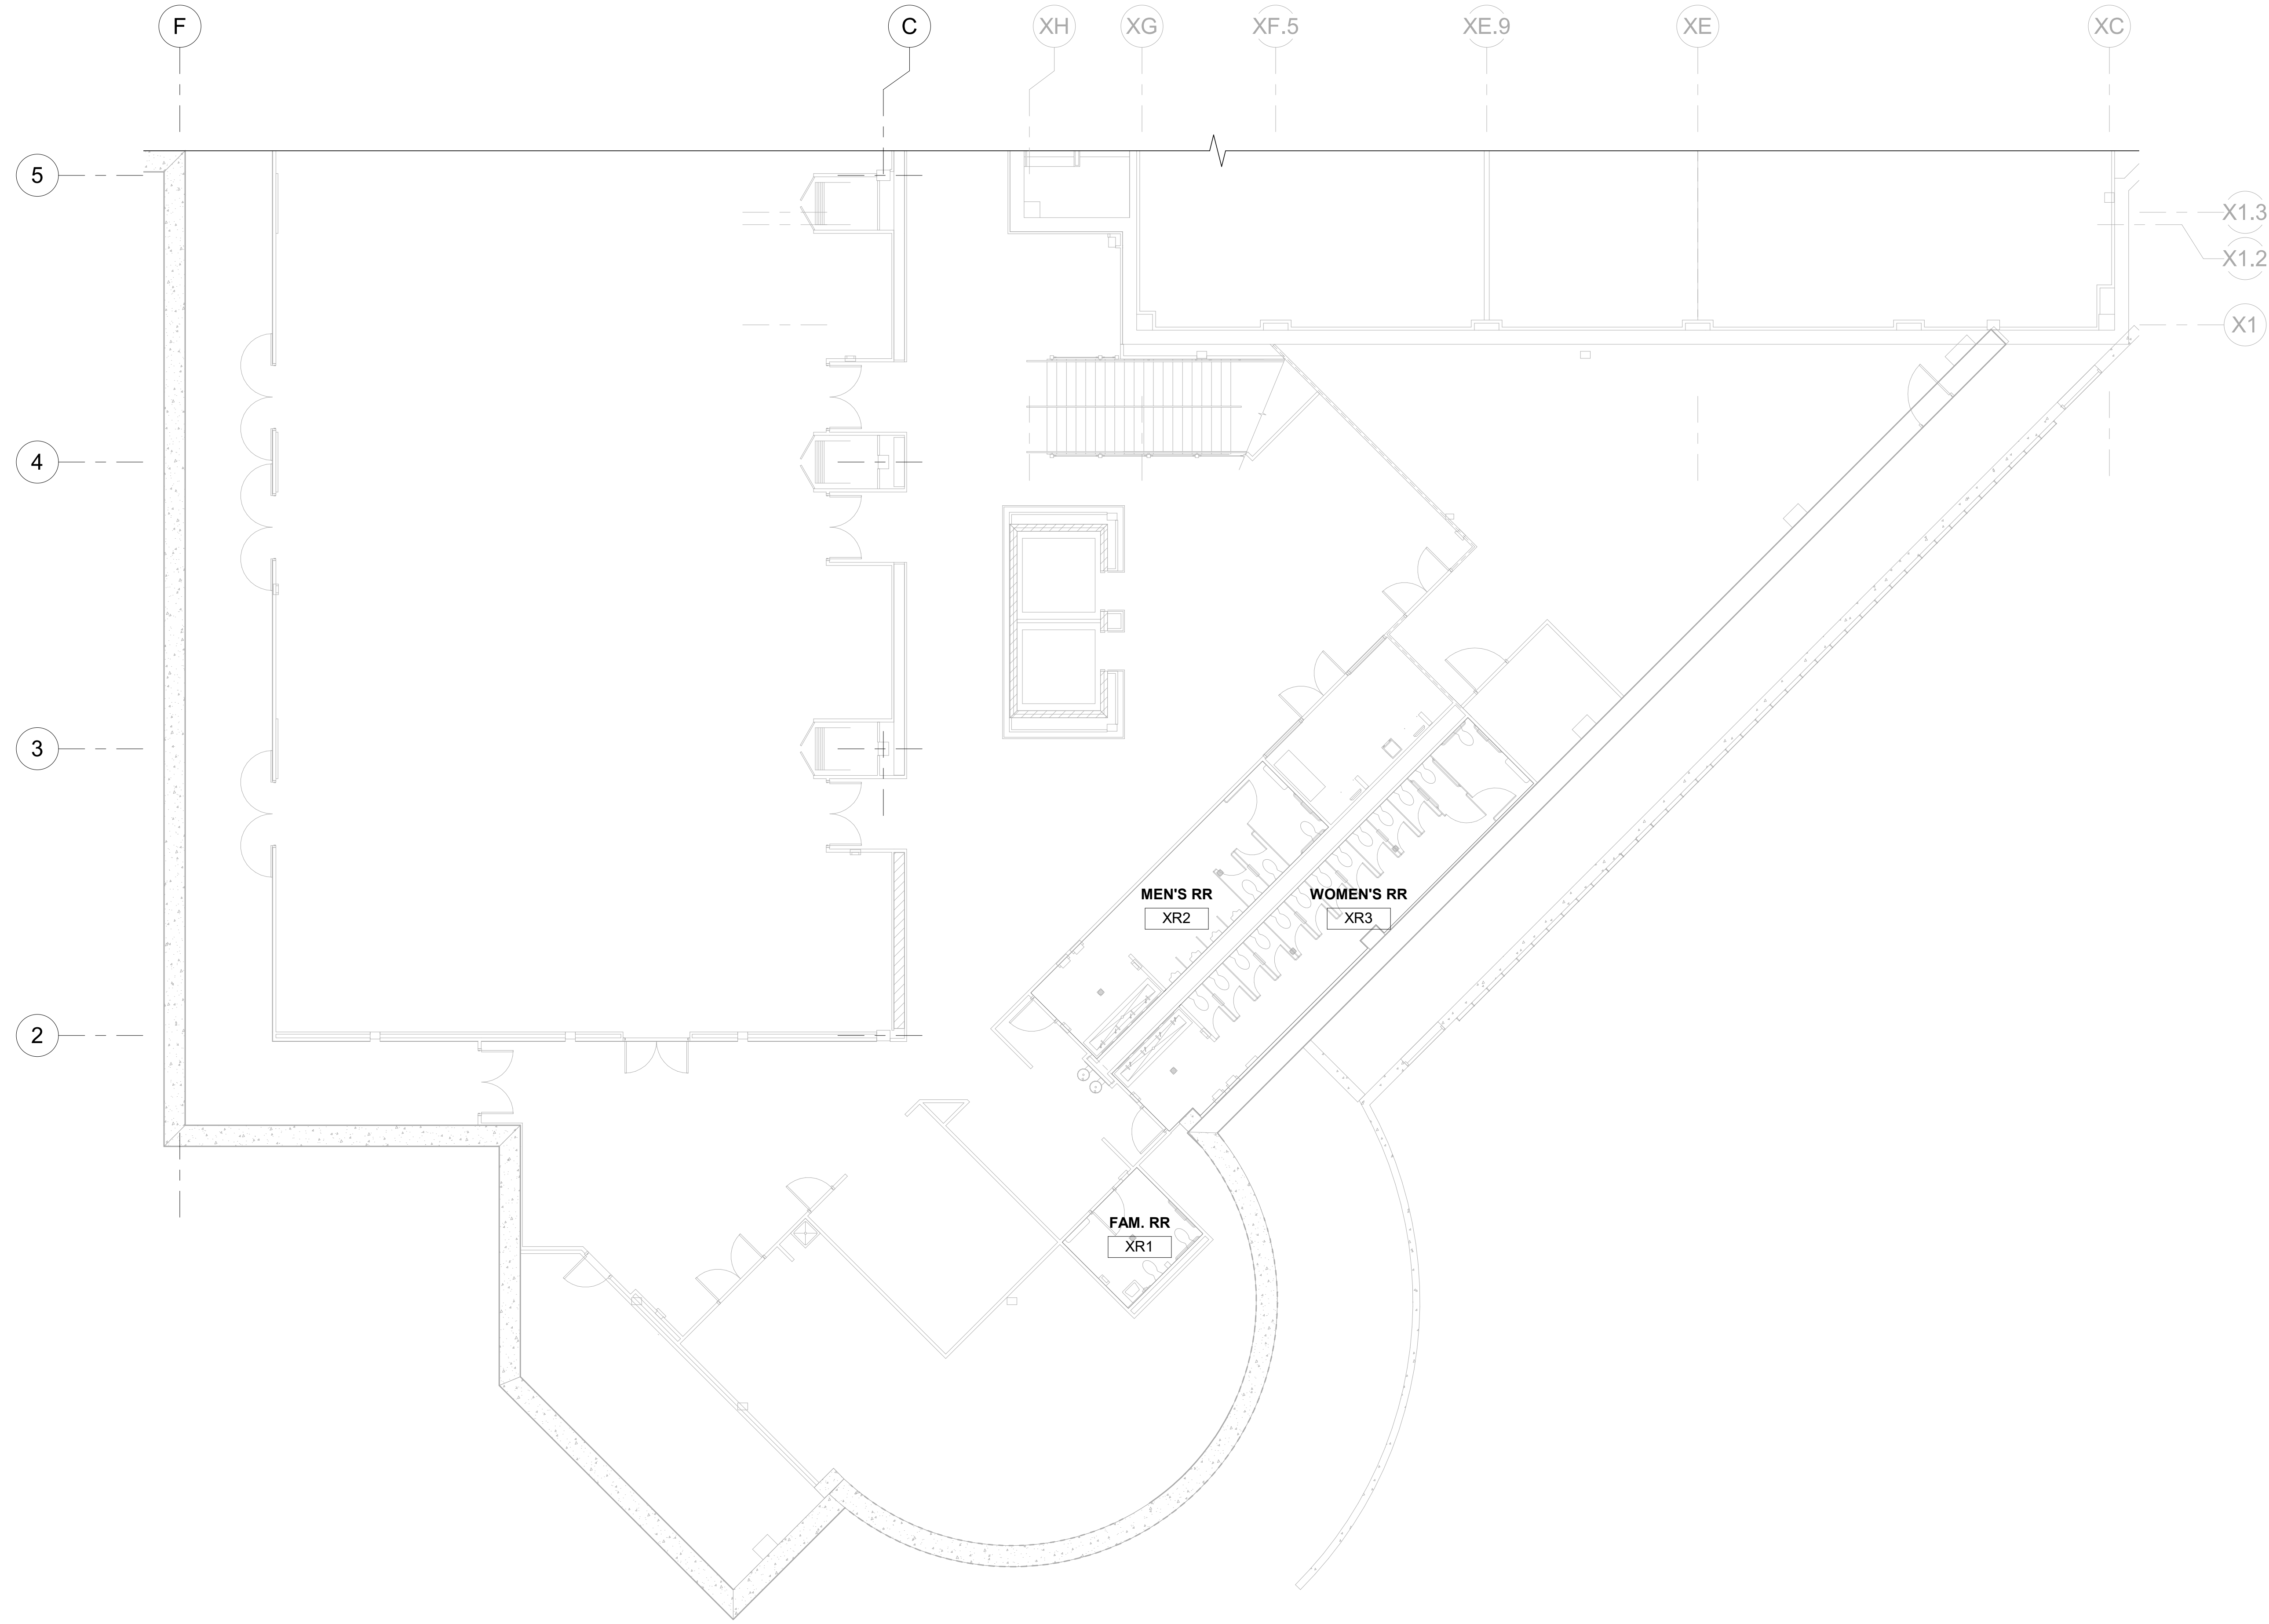 F
C
XH
XG
XF.5
XE.9
XE
XC
5
X1.3
X1.2
X1
4
3
MEN'S RR
XR2
WOMEN'S RR
XR3
2
FAM. RR
XR1